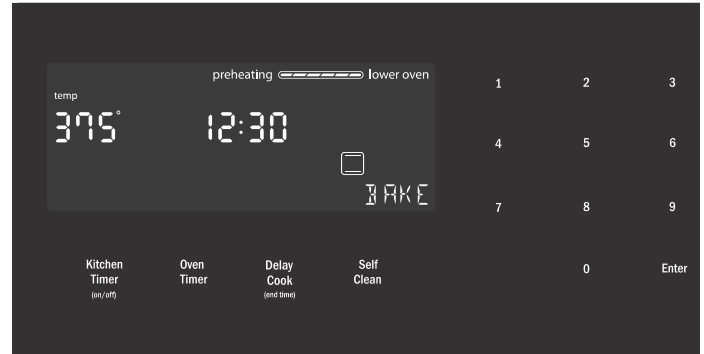 preheating lower oven
temp
375° 12:30
BAKE
1 2 3
4 5 6
7 8 9
0 Enter
Kitchen Timer (on/off)
Oven Timer
Delay Cook (end time)
Self Clean